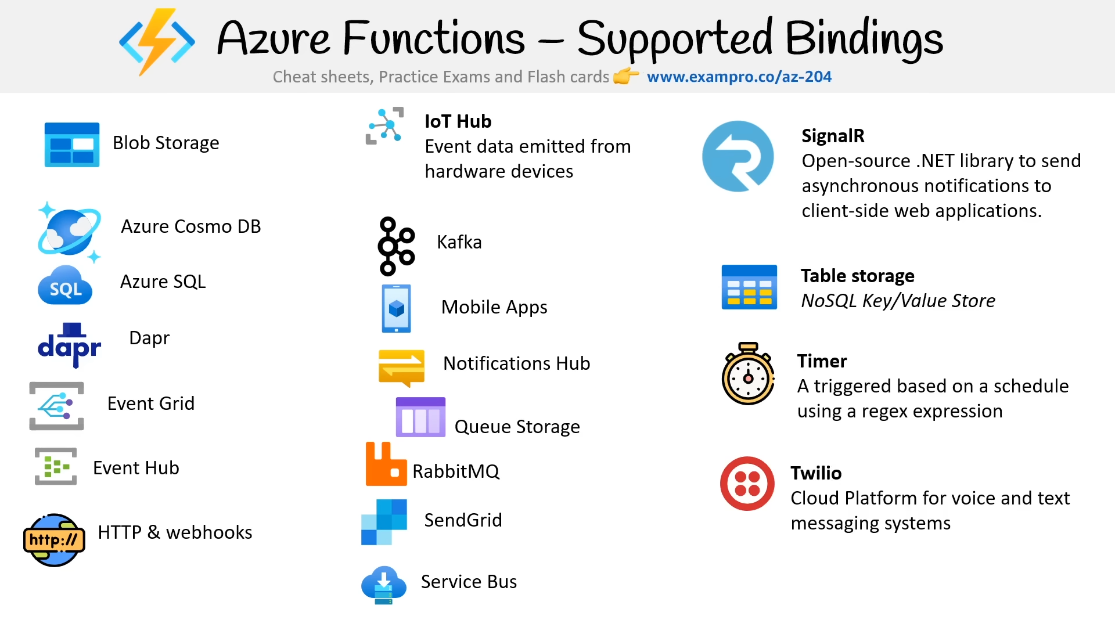 Azure Functions – Supported Bindings
Cheat sheets, Practice Exams and Flash cards 👉 www.exampro.co/az-204
Blob Storage
Azure Cosmo DB
SQL
Azure SQL
dapr
Dapr
Event Grid
Event Hub
http://
HTTP & webhooks
IoT Hub
Event data emitted from
hardware devices
Kafka
Mobile Apps
Notifications Hub
Queue Storage
RabbitMQ
SendGrid
Service Bus
SignalR
Open-source .NET library to send
asynchronous notifications to
client-side web applications.
Table storage
NoSQL Key/Value Store
Timer
A triggered based on a schedule
using a regex expression
Twilio
Cloud Platform for voice and text
messaging systems